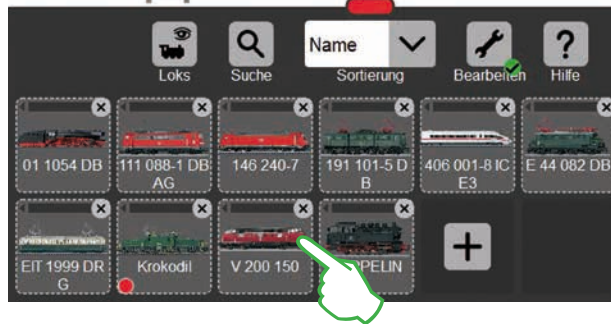 Name
Loks
Suche
Sortierung
Bearbeiten
Hilfe
01 1054 DB
111 088-1 DB
AG
146 240-7
191 101-5 D
B
406 001-8 IC
E3
E 44 082 DB
EIT 1999 DR
G
Krokodil
V 200 150
PPELIN